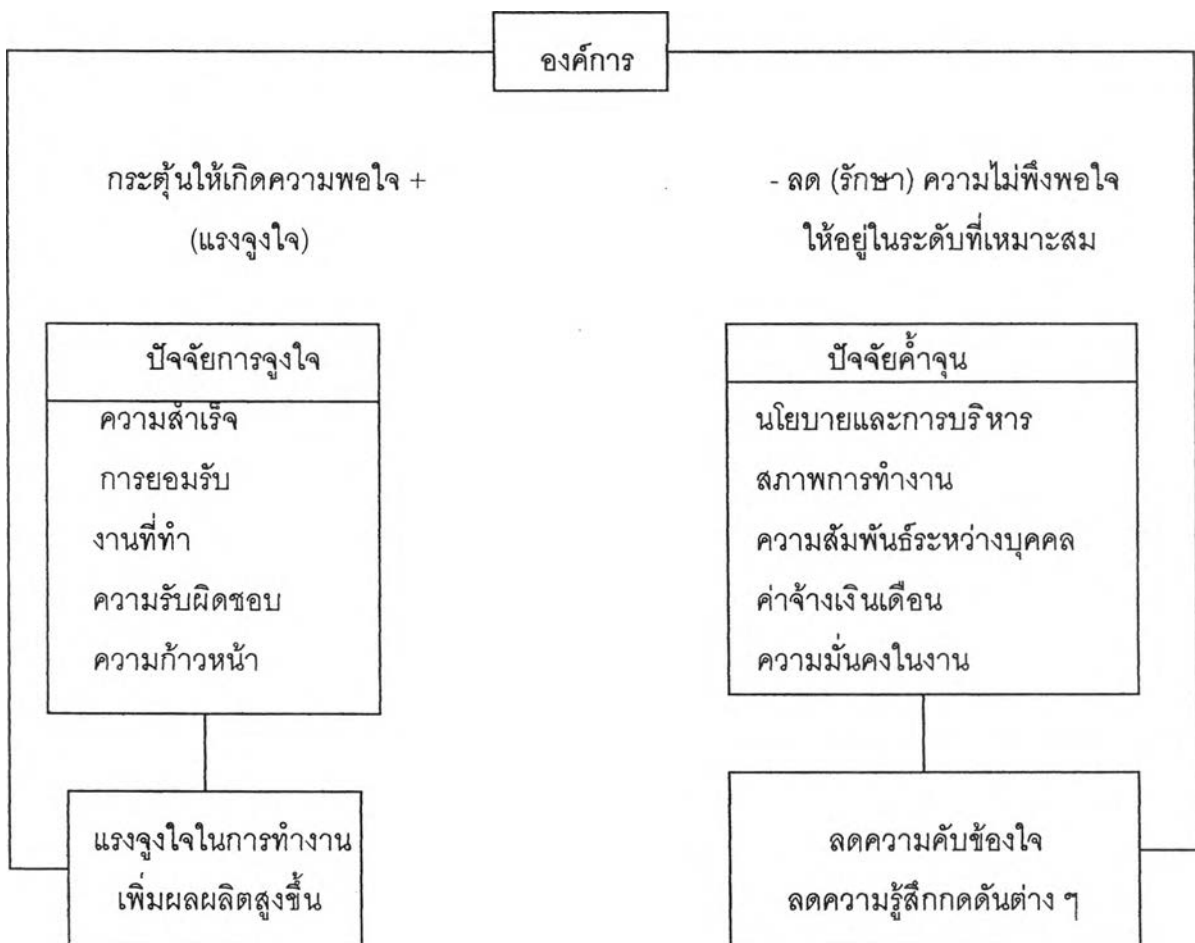 องค์การ
กระตุ้นให้เกิดความพอใจ +
(แรงจูงใจ)
- ลด (รักษา) ความไม่พึงพอใจ
ให้อยู่ในระดับที่เหมาะสม
ปัจจัยการจูงใจ
ความสำเร็จ
การยอมรับ
งานที่ทำ
ความรับผิดชอบ
ความก้าวหน้า
ปัจจัยค้ำจุน
นโยบายและการบริหาร
สภาพการทำงาน
ความสัมพันธ์ระหว่างบุคคล
ค่าจ้างเงินเดือน
ความมั่นคงในงาน
แรงจูงใจในการทำงาน
เพิ่มผลผลิตสูงขึ้น
ลดความคับข้องใจ
ลดความรู้สึกกดดันต่าง ๆ